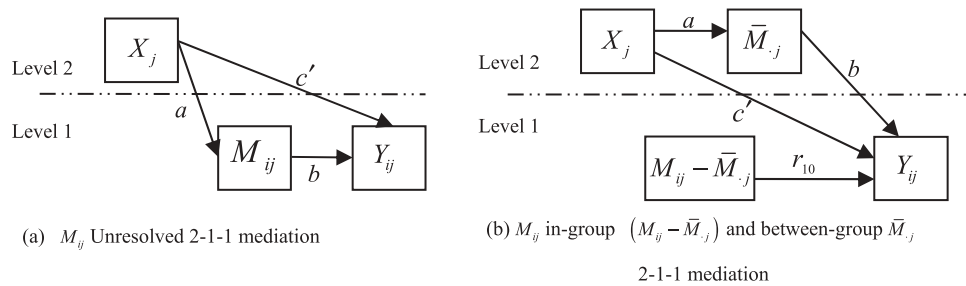 X_j
Level 2
c′
a
Level 1
M_ij
b
Y_ij
(a) M_ij Unresolved 2-1-1 mediation
X_j
a
M̄_·j
Level 2
b
c′
Level 1
M_ij − M̄_·j
r_10
Y_ij
(b) M_ij in-group (M_ij − M̄_·j) and between-group M̄_·j
2-1-1 mediation